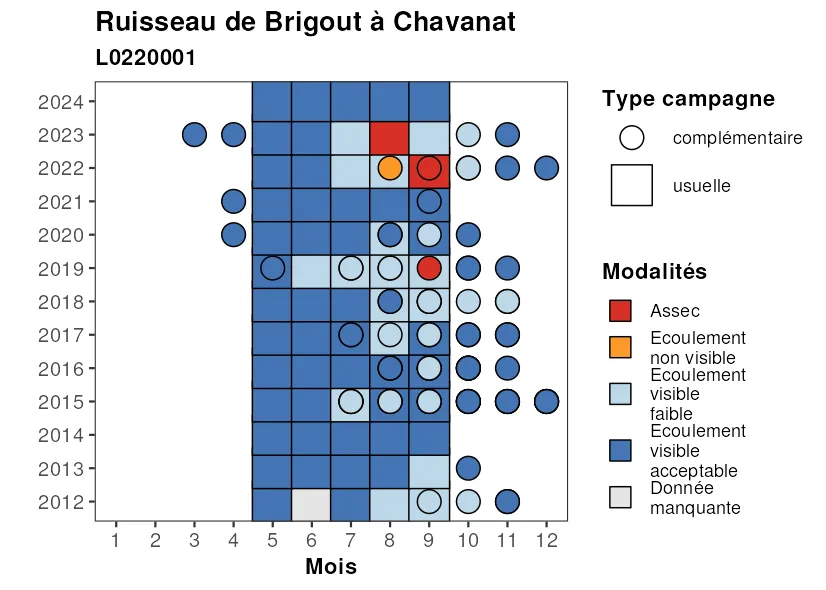 Ruisseau de Brigout à Chavanat
L0220001
2024
2023
2022
2021
2020
2019
2018
2017
2016
2015
2014
2013
2012
1 2 3 4 5 6 7 8 9 10 11 12
Mois
Type campagne
complémentaire
usuelle
Modalités
Assec
Ecoulement
non visible
Ecoulement
visible
faible
Ecoulement
visible
acceptable
Donnée
manquante